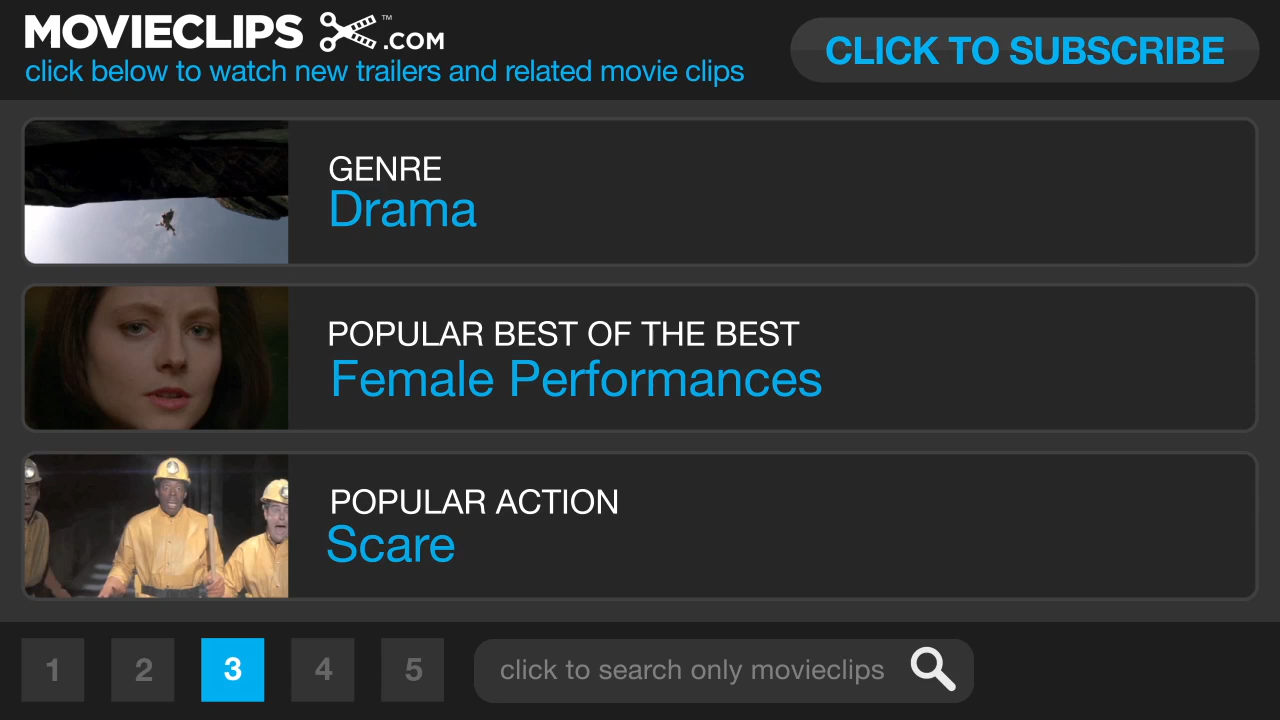 MOVIECLIPS ™ .COM
click below to watch new trailers and related movie clips
CLICK TO SUBSCRIBE
GENRE
Drama
POPULAR BEST OF THE BEST
Female Performances
POPULAR ACTION
Scare
1 2 3 4 5
click to search only movieclips